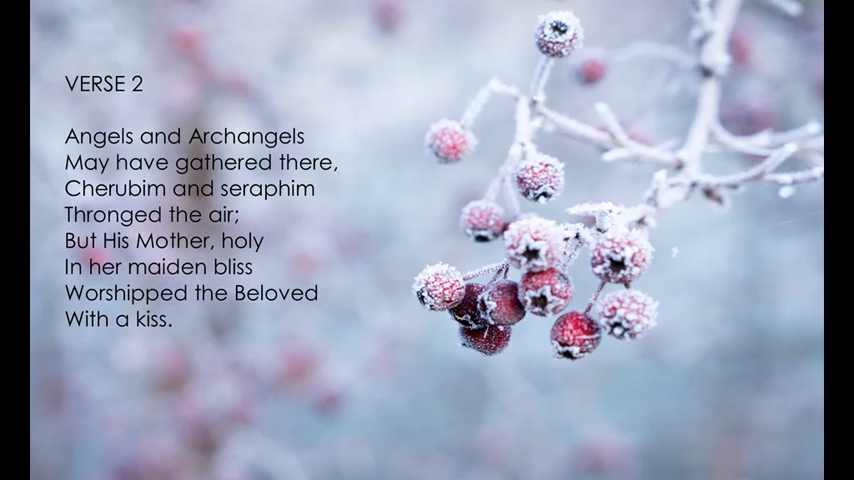 VERSE 2
Angels and Archangels
May have gathered there,
Cherubim and seraphim
Thronged the air;
But His Mother, holy
In her maiden bliss
Worshipped the Beloved
With a kiss.